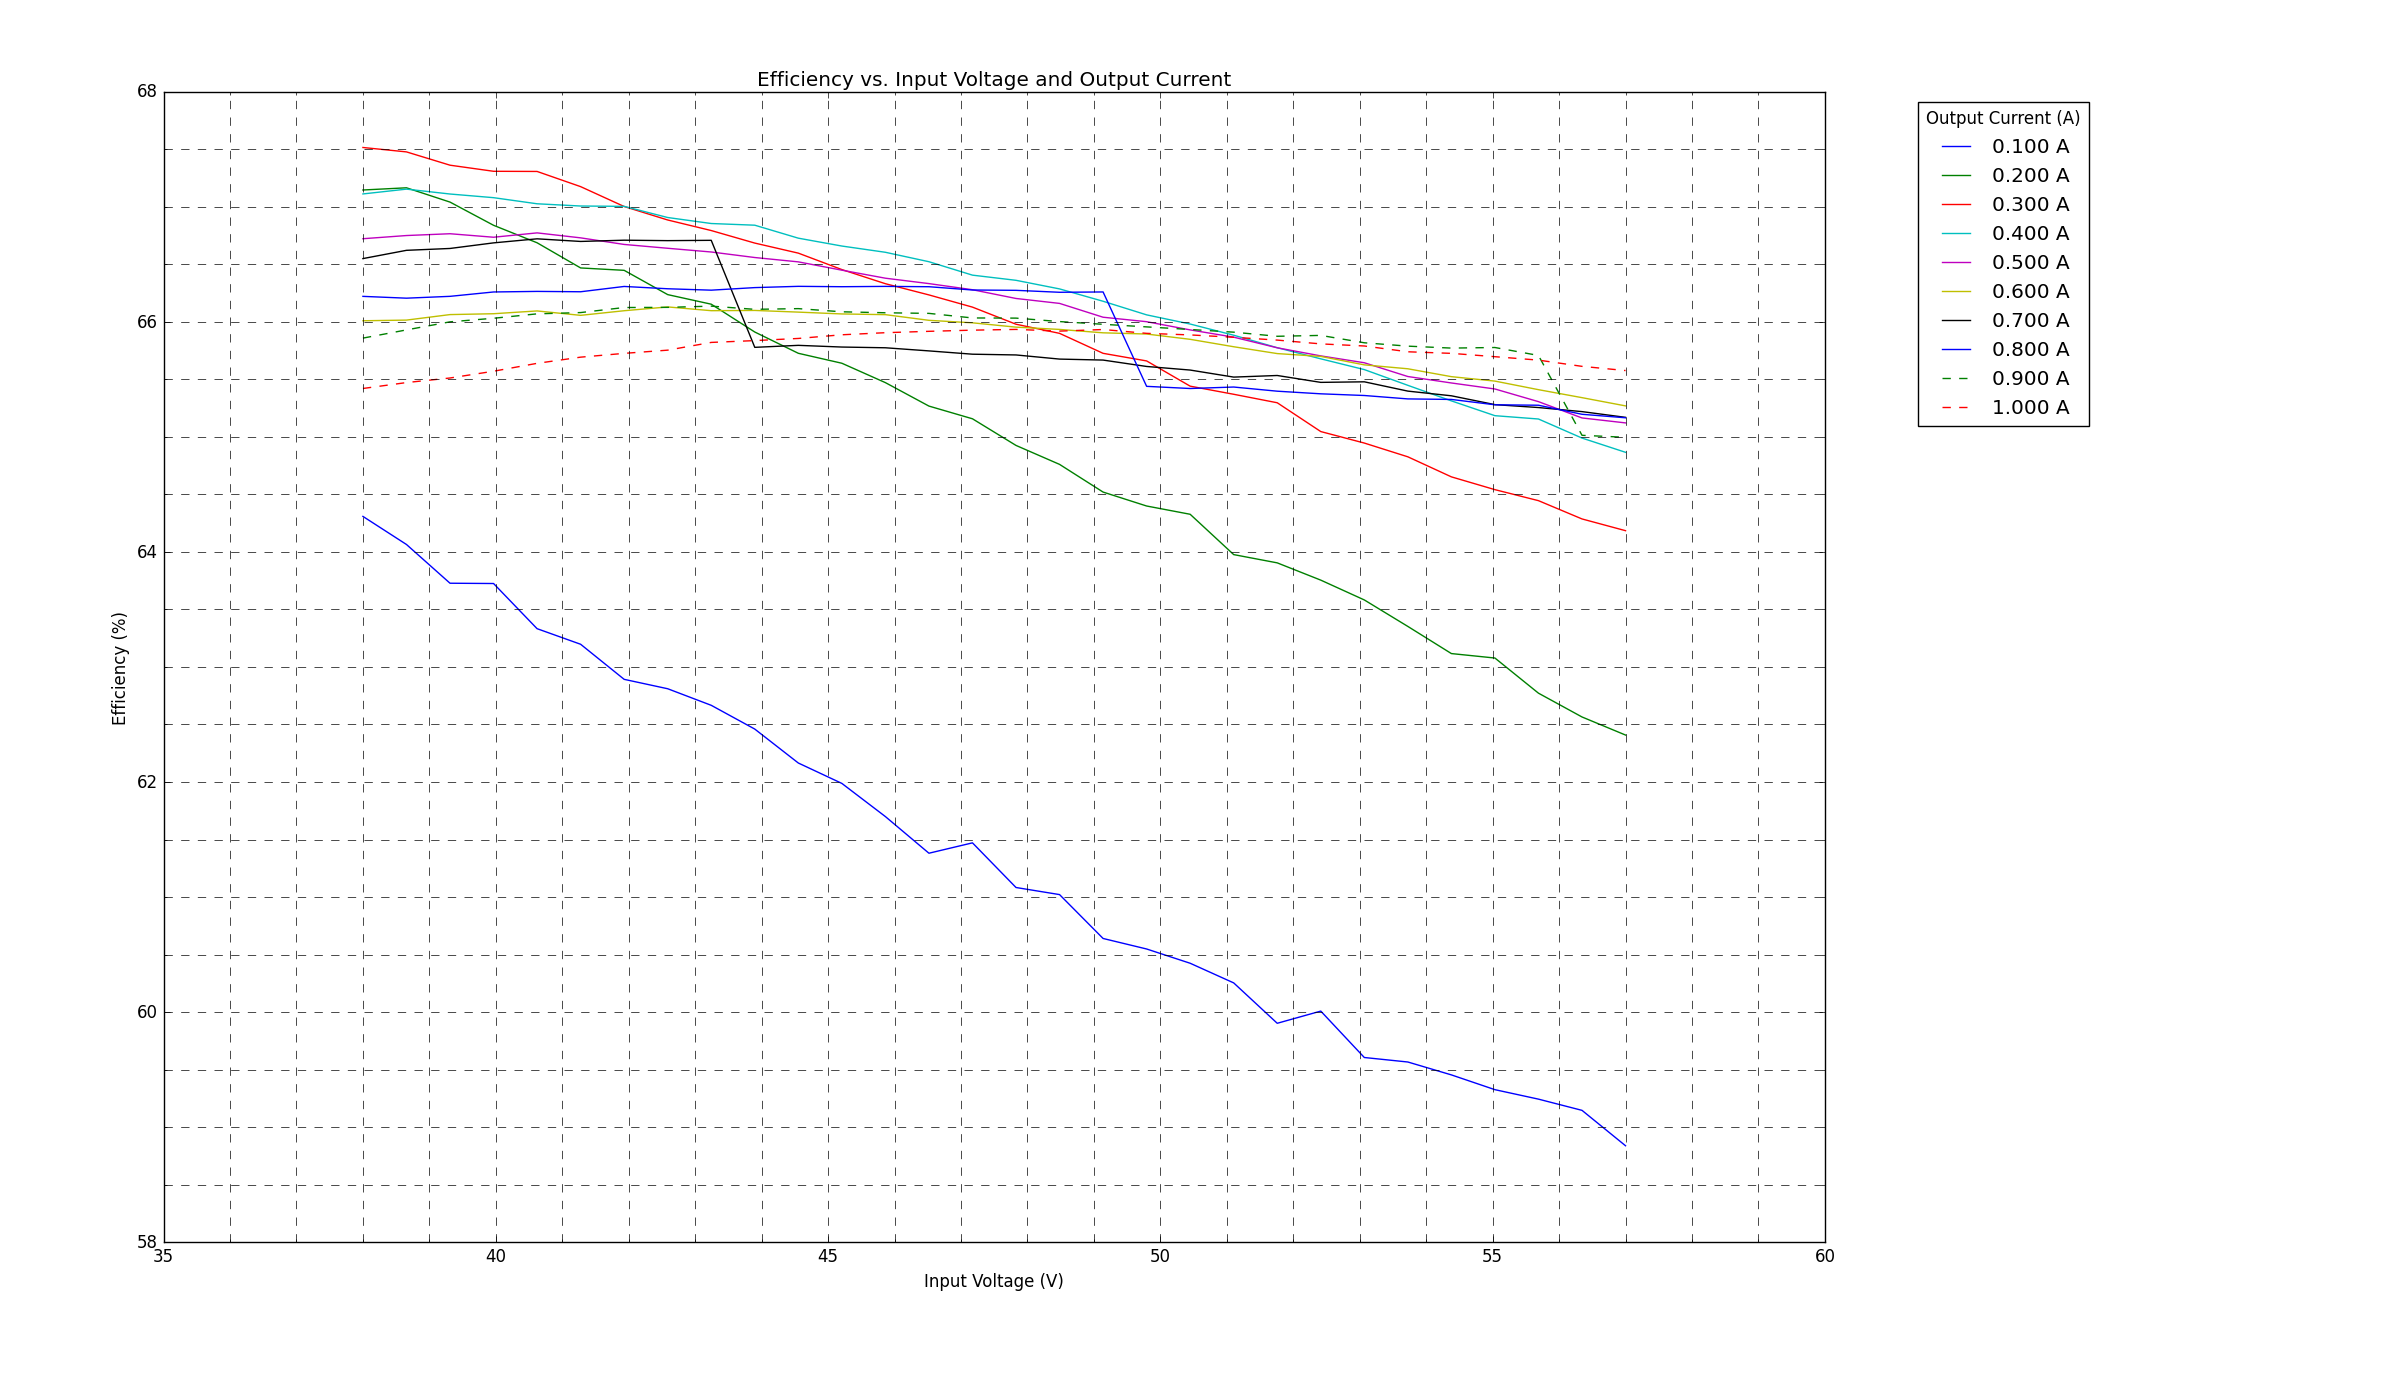 Efficiency vs. Input Voltage and Output Current
68
66
64
62
60
58
Efficiency (%)
35 40 45 50 55 60
Input Voltage (V)
Output Current (A)
0.100 A
0.200 A
0.300 A
0.400 A
0.500 A
0.600 A
0.700 A
0.800 A
0.900 A
1.000 A